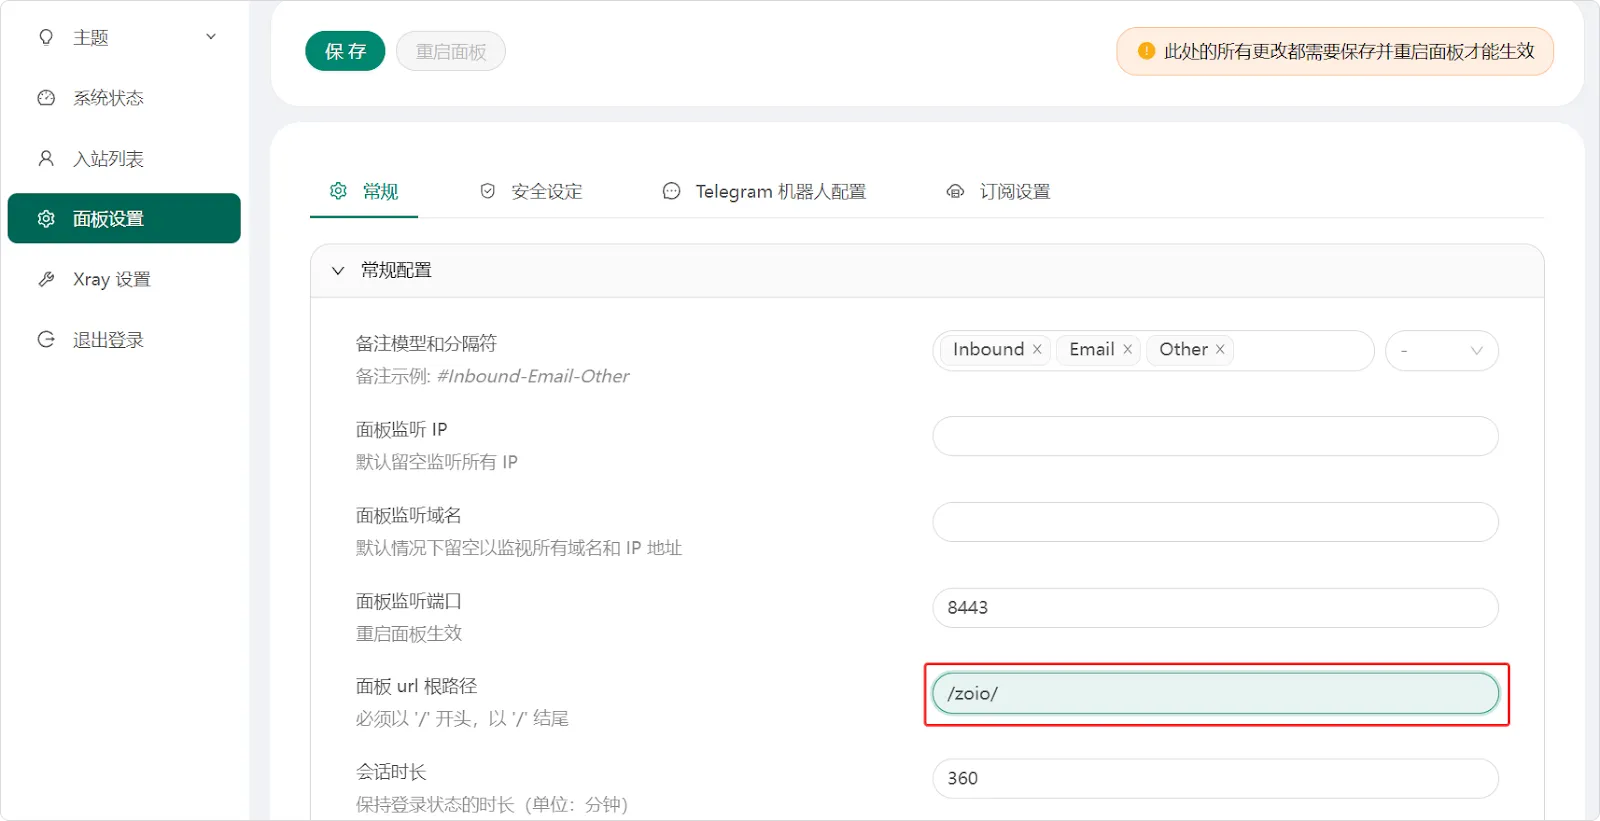 主题
系统状态
入站列表
面板设置
Xray 设置
退出登录
保 存
重启面板
此处的所有更改都需要保存并重启面板才能生效
常规
安全设定
Telegram 机器人配置
订阅设置
常规配置
备注模型和分隔符
备注示例: #Inbound-Email-Other
Inbound ×
Email ×
Other ×
-
面板监听 IP
默认留空监听所有 IP
面板监听域名
默认情况下留空以监视所有域名和 IP 地址
面板监听端口
重启面板生效
8443
面板 url 根路径
必须以 '/' 开头，以 '/' 结尾
/zoio/
会话时长
保持登录状态的时长（单位：分钟）
360